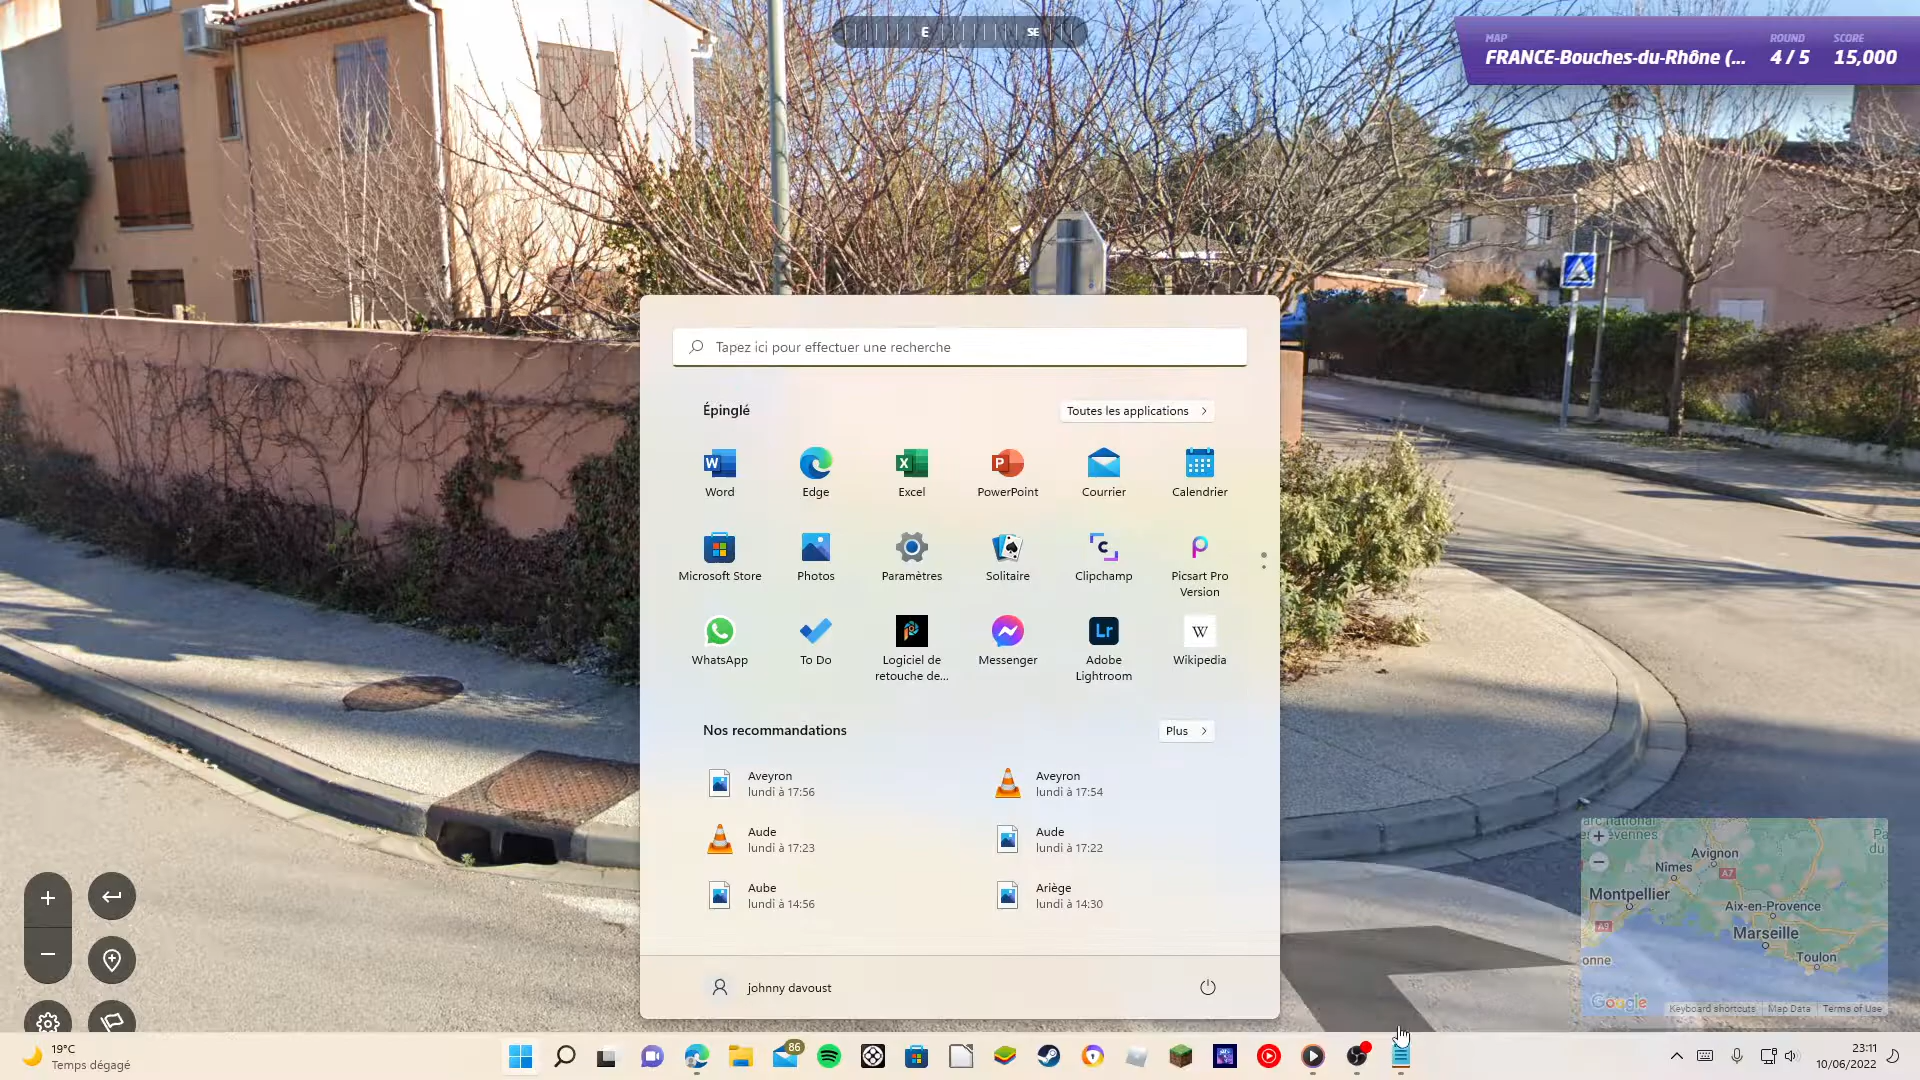 E SE
MAP
FRANCE-Bouches-du-Rhône (...
ROUND
4 / 5
SCORE
15,000
Tapez ici pour effectuer une recherche
Épinglé
Toutes les applications
Word
Edge
Excel
PowerPoint
Courrier
Calendrier
Microsoft Store
Photos
Paramètres
Solitaire
Clipchamp
Picsart Pro
Version
WhatsApp
To Do
Logiciel de
retouche de...
Messenger
Adobe
Lightroom
Wikipedia
Nos recommandations
Plus
Aveyron
lundi à 17:56
Aveyron
lundi à 17:54
Aude
lundi à 17:23
Aude
lundi à 17:22
Aube
lundi à 14:56
Ariège
lundi à 14:30
johnny davoust
Avignon
Nîmes
A7
Montpellier
Aix-en-Provence
A9
Marseille
Toulon
Google
Keyboard shortcuts
Map Data
Terms of Use
19°C
Temps dégagé
86
23:11
10/06/2022